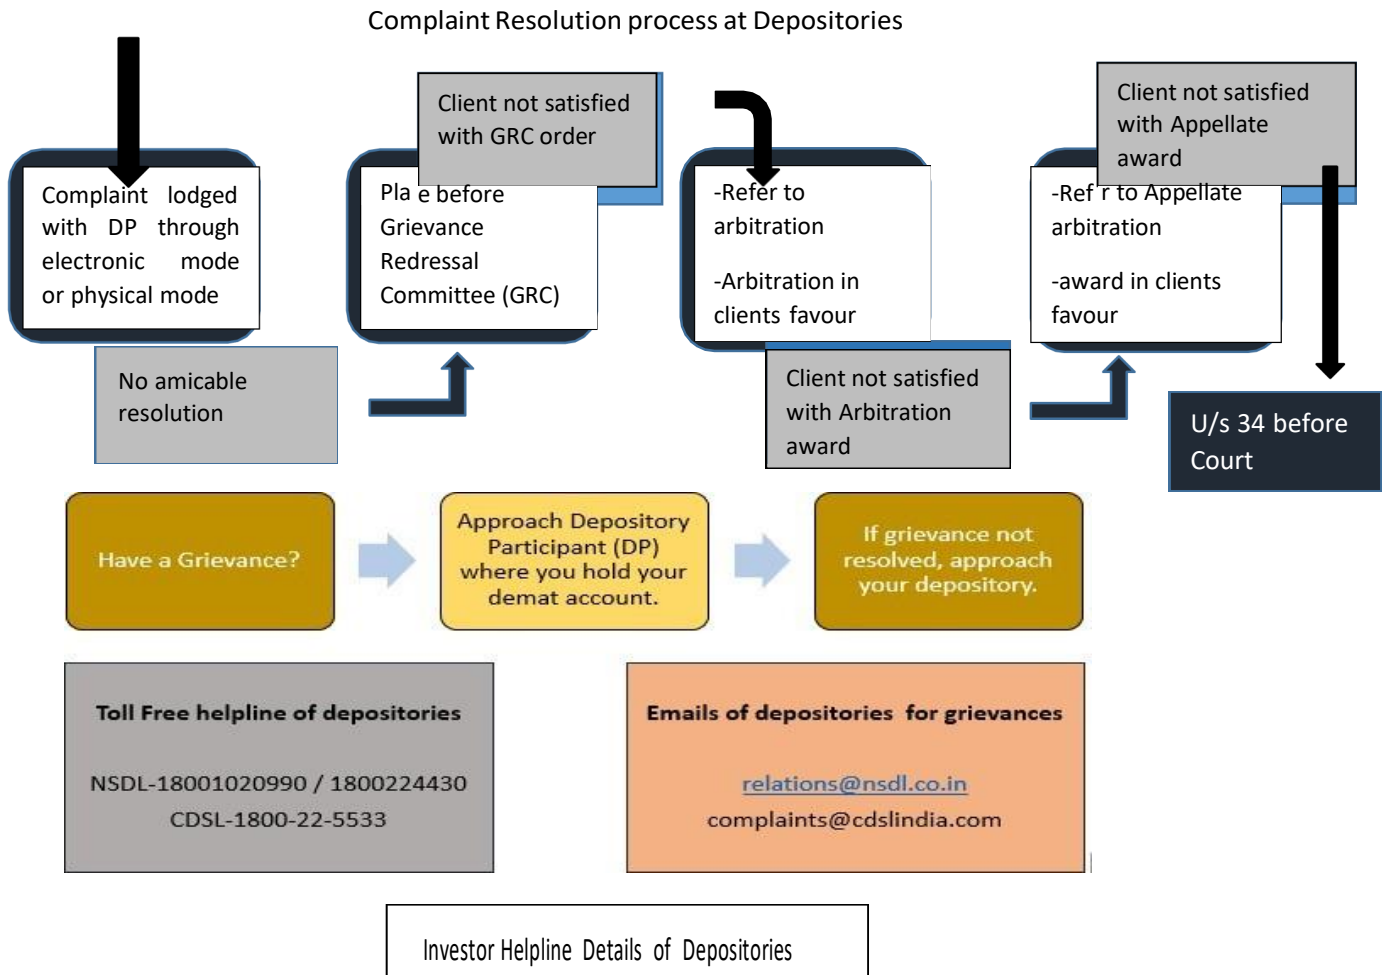 Complaint Resolution process at Depositories
Complaint lodged
with DP through
electronic mode
or physical mode
No amicable
resolution
Pla e before
Grievance
Redressal
Committee (GRC)
Client not satisfied
with GRC order
-Refer to
arbitration
-Arbitration in
clients favour
Client not satisfied
with Arbitration
award
-Ref r to Appellate
arbitration
-award in clients
favour
Client not satisfied
with Appellate
award
U/s 34 before
Court
Have a Grievance?
Approach Depository
Participant (DP)
where you hold your
demat account.
If grievance not
resolved, approach
your depository.
Toll Free helpline of depositories
NSDL-18001020990 / 1800224430
CDSL-1800-22-5533
Emails of depositories for grievances
relations@nsdl.co.in
complaints@cdslindia.com
Investor Helpline Details of Depositories